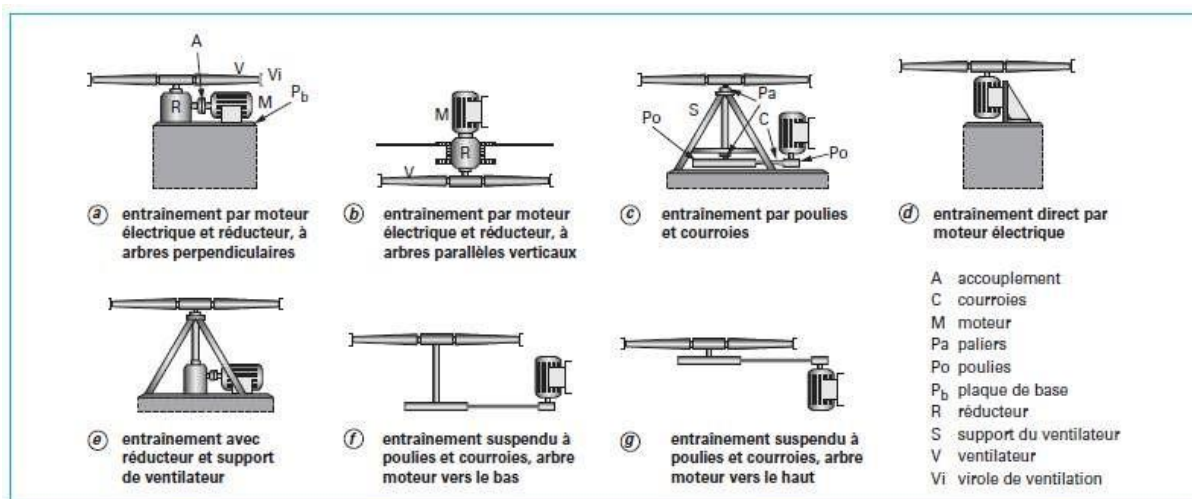 A
V
Vi
P_b
R
M
M
R
V
S
Pa
C
Po
Po
a entraînement par moteur
électrique et réducteur, à
arbres perpendiculaires
b entraînement par moteur
électrique et réducteur, à
arbres parallèles verticaux
c entraînement par poulies
et courroies
d entraînement direct par
moteur électrique
e entraînement avec
réducteur et support
de ventilateur
f entraînement suspendu à
poulies et courroies, arbre
moteur vers le bas
g entraînement suspendu à
poulies et courroies, arbre
moteur vers le haut
A accouplement
C courroies
M moteur
Pa paliers
Po poulies
P_b plaque de base
R réducteur
S support du ventilateur
V ventilateur
Vi virole de ventilation